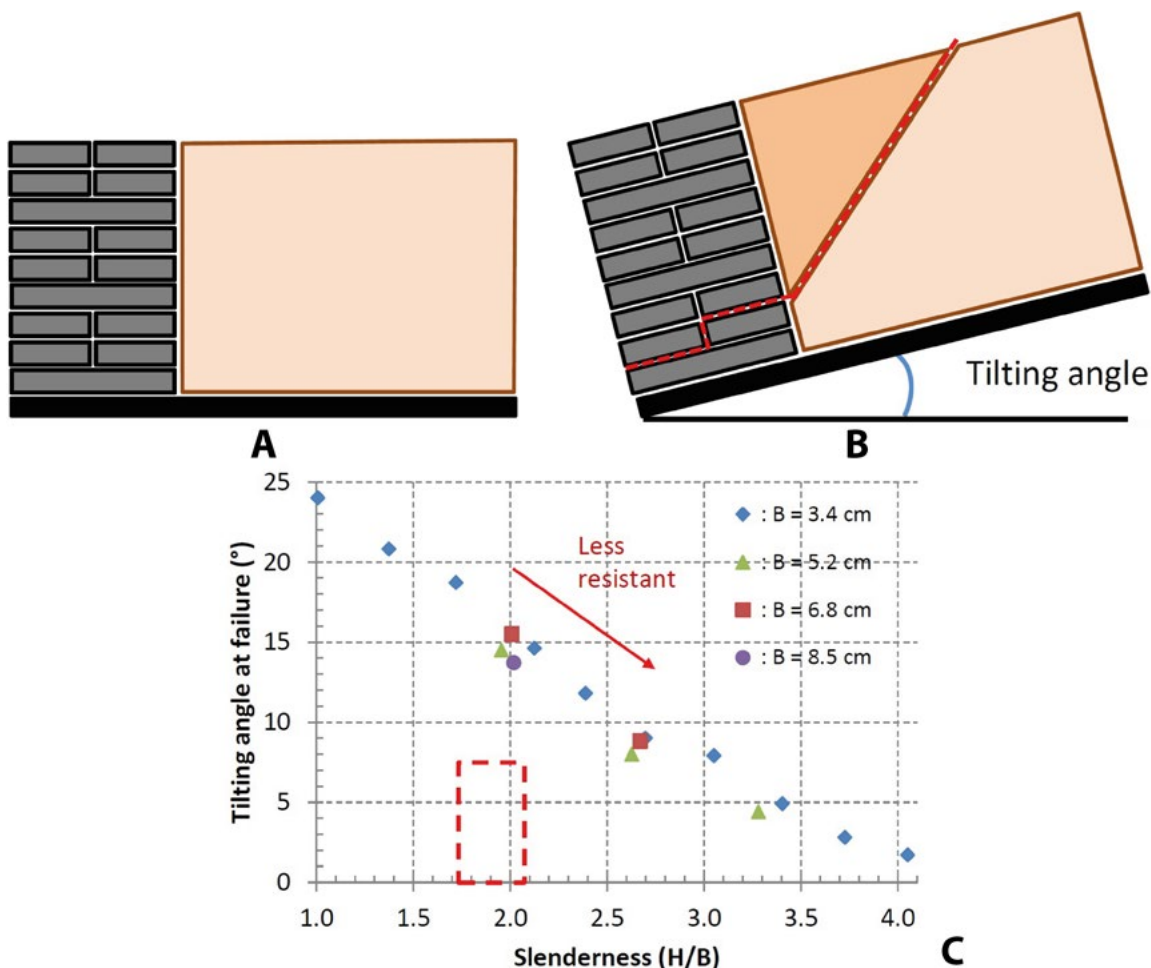 Tilting angle
A
B
25
20
15
10
5
0
Tilting angle at failure (°)
Less
resistant
: B = 3.4 cm
: B = 5.2 cm
: B = 6.8 cm
: B = 8.5 cm
1.0 1.5 2.0 2.5 3.0 3.5 4.0
Slenderness (H/B)
C